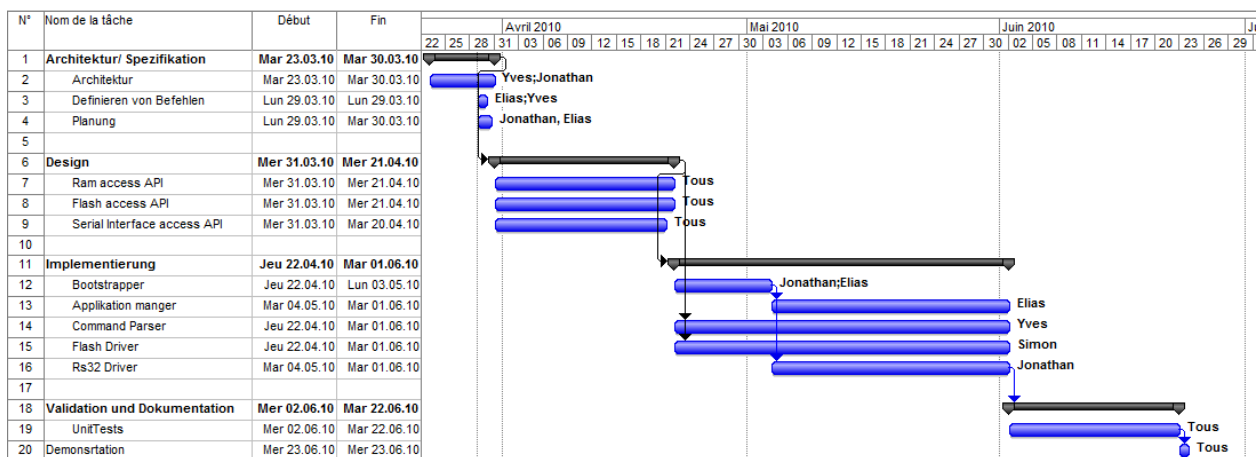 N° Nom de la tâche Début Fin Avril 2010 Mai 2010 Juin 2010
22 25 28 31 03 06 09 12 15 18 21 24 27 30 03 06 09 12 15 18 21 24 27 30 02 05 08 11 14 17 20 23 26 29
1 Architektur/ Spezifikation Mar 23.03.10 Mar 30.03.10
2 Architektur Mar 23.03.10 Mar 30.03.10 Yves;Jonathan
3 Definieren von Befehlen Lun 29.03.10 Lun 29.03.10 Elias;Yves
4 Planung Lun 29.03.10 Mar 30.03.10 Jonathan, Elias
5
6 Design Mer 31.03.10 Mer 21.04.10
7 Ram access API Mer 31.03.10 Mer 21.04.10 Tous
8 Flash access API Mer 31.03.10 Mer 21.04.10 Tous
9 Serial Interface access API Mer 31.03.10 Mar 20.04.10 Tous
10
11 Implementierung Jeu 22.04.10 Mar 01.06.10
12 Bootstrapper Jeu 22.04.10 Lun 03.05.10 Jonathan;Elias
13 Applikation manger Mar 04.05.10 Mar 01.06.10 Elias
14 Command Parser Jeu 22.04.10 Mar 01.06.10 Yves
15 Flash Driver Jeu 22.04.10 Mar 01.06.10 Simon
16 Rs32 Driver Mar 04.05.10 Mar 01.06.10 Jonathan
17
18 Validation und Dokumentation Mer 02.06.10 Mar 22.06.10
19 UnitTests Mer 02.06.10 Mar 22.06.10 Tous
20 Demonsrtation Mer 23.06.10 Mer 23.06.10 Tous